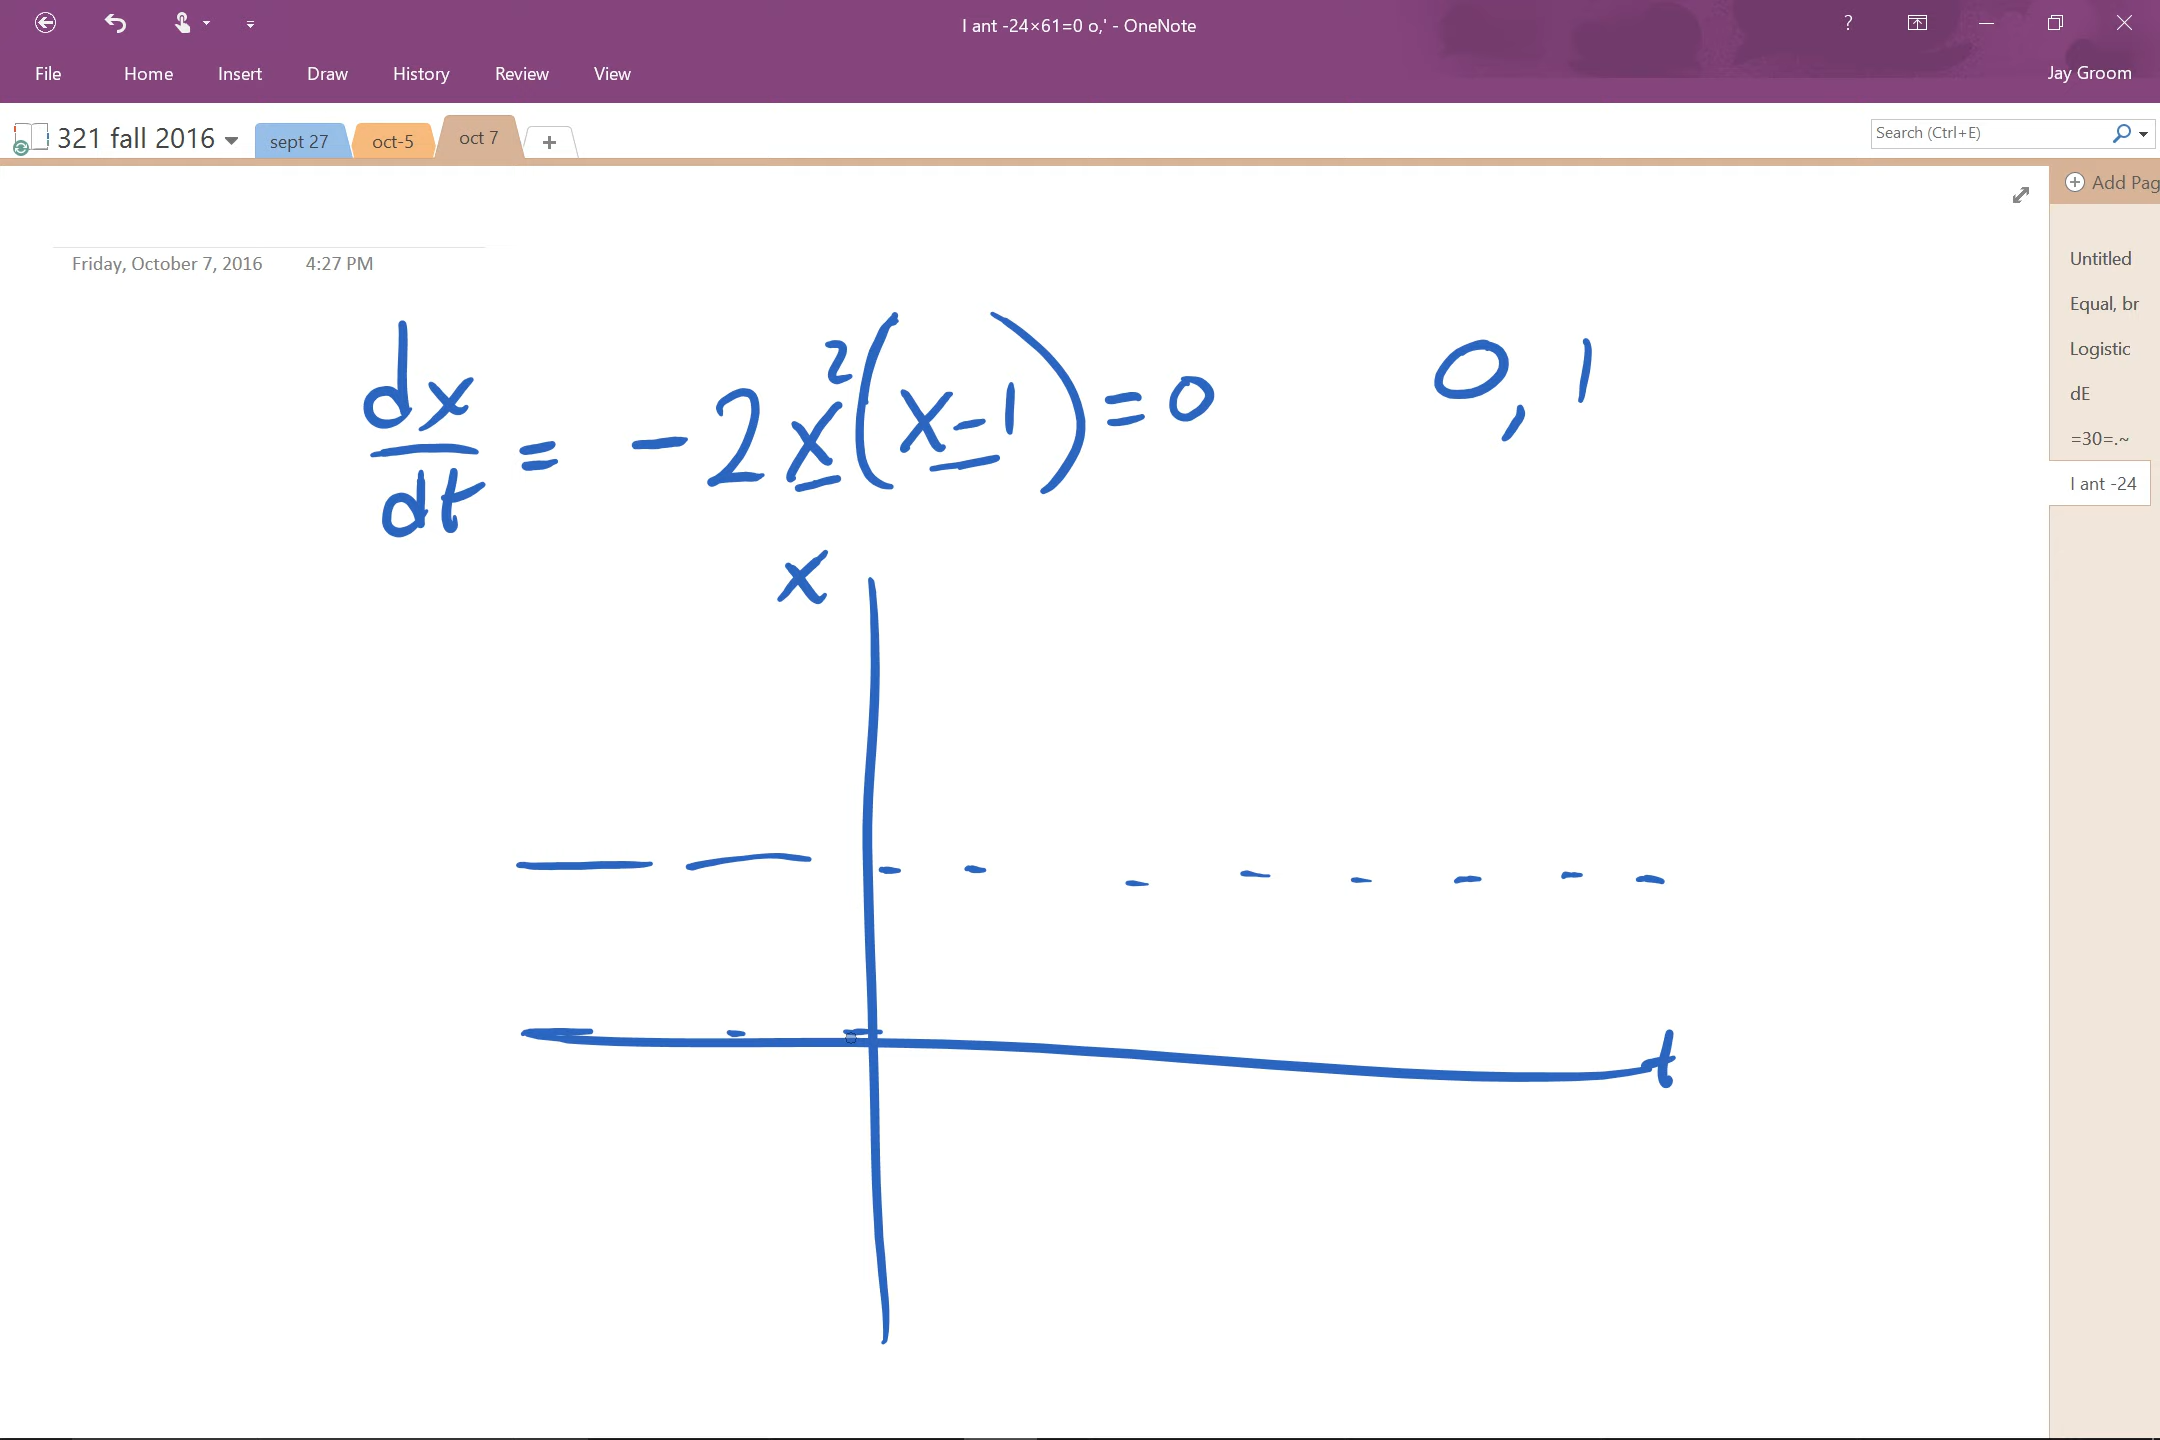 I ant -24×61=0 o,' - OneNote
?
File Home Insert Draw History Review View
Jay Groom
321 fall 2016 sept 27 oct-5 oct 7 +
Search (Ctrl+E)
Add Pag
Untitled
Equal, br
Logistic
dE
=30=.~
I ant -24
Friday, October 7, 2016 4:27 PM
dx/dt = -2x²(x-1) = 0 0, 1
x
t